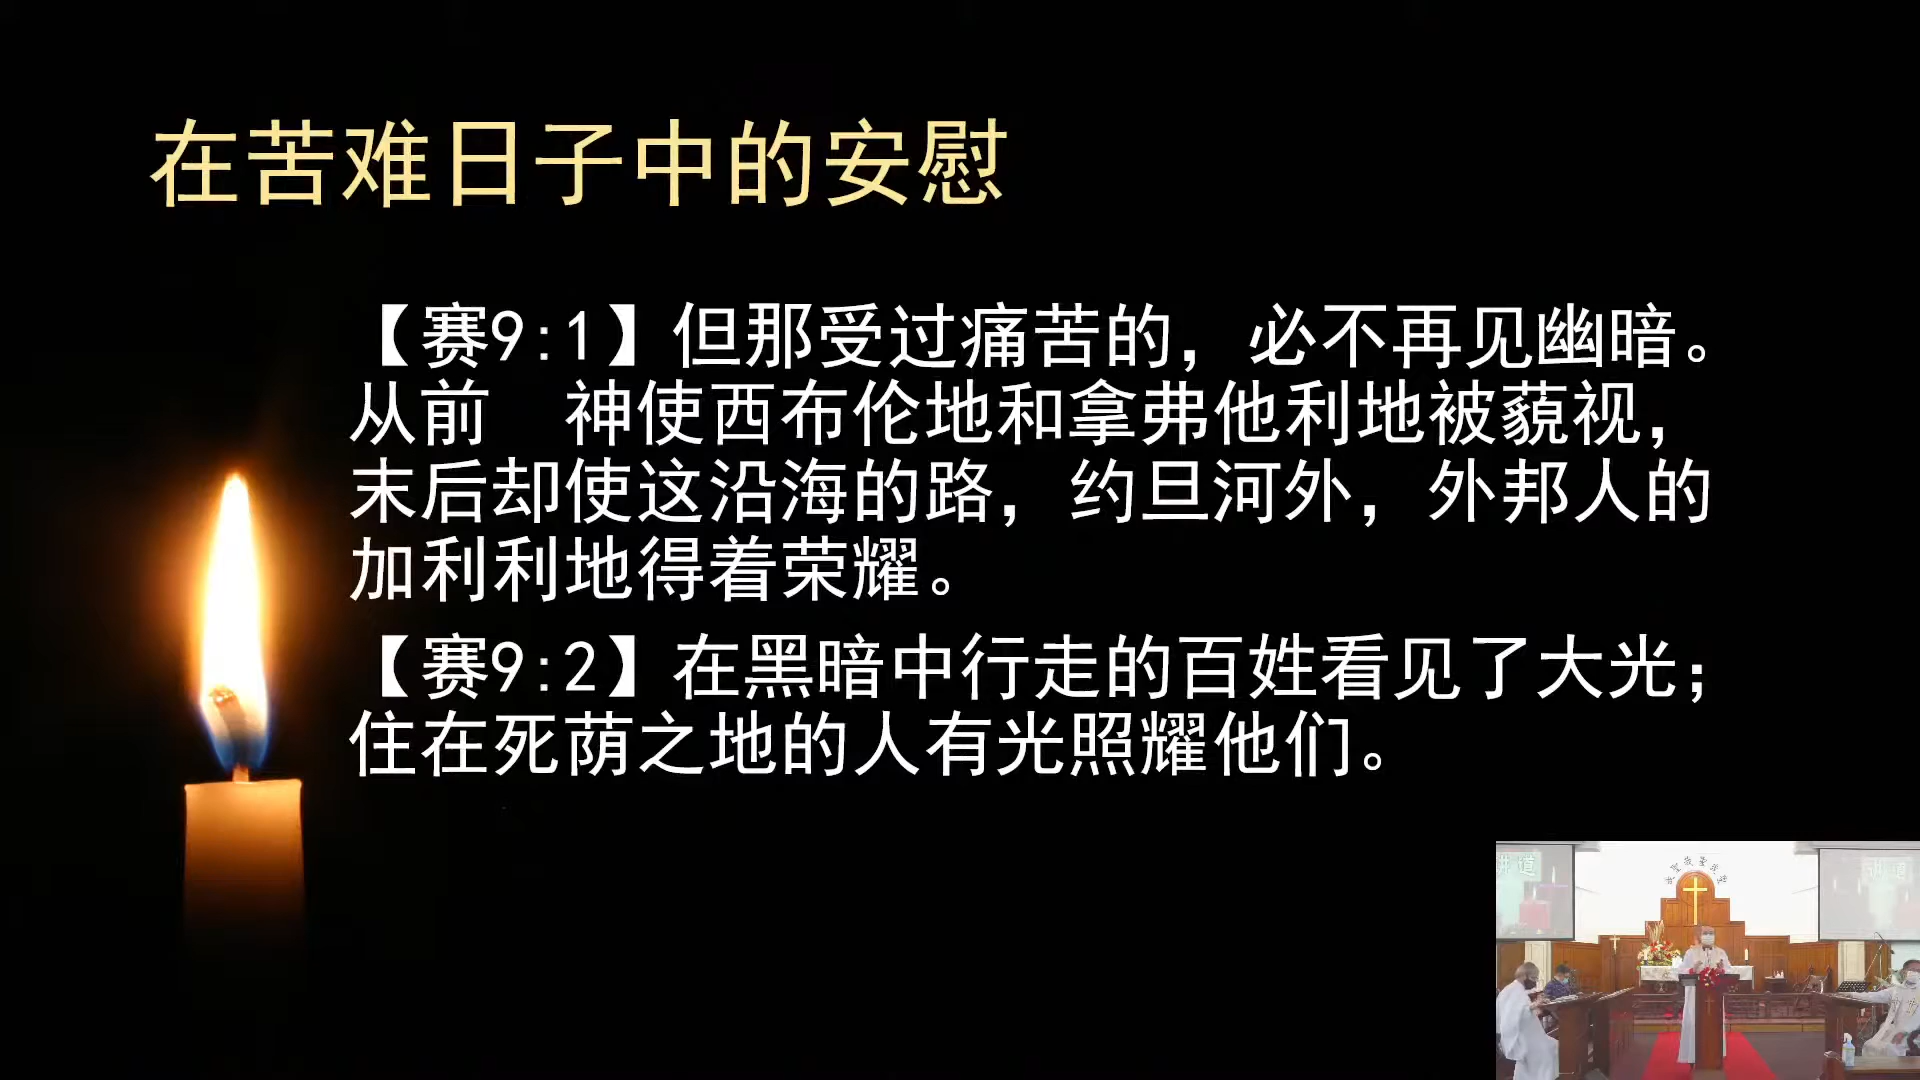 在苦难日子中的安慰
【赛9:1】但那受过痛苦的，必不再见幽暗。
从前　神使西布伦地和拿弗他利地被藐视，
末后却使这沿海的路，约旦河外，外邦人的
加利利地得着荣耀。
【赛9:2】在黑暗中行走的百姓看见了大光；
住在死荫之地的人有光照耀他们。
讲道
讲道